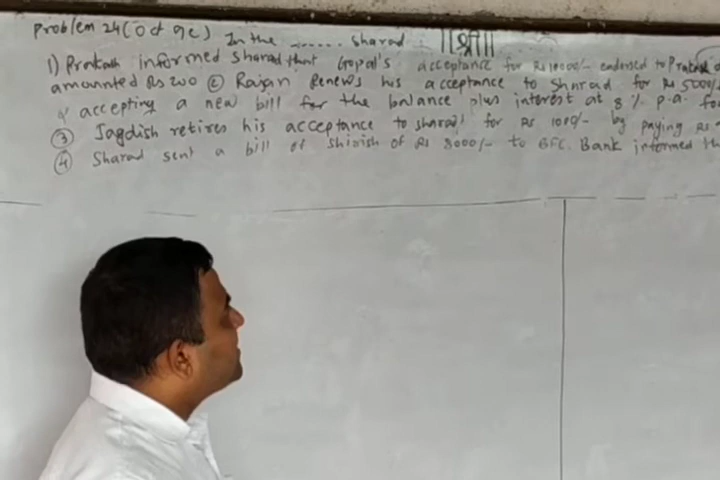 Problem 24 (Oct 96) In the ...... Sharad ||श्री||
1) Prakash informed Sharad that Gopal's acceptance for Rs 10000/- endorsed to Prakash
amounted Rs 200 ② Rajan Renews his acceptance to Sharad for Rs 5000/-
accepting a new bill for the balance plus interest at 8 % p.a. for
③ Jagdish retires his acceptance to sharad for Rs 1000/- by paying Rs
④ Sharad sent a bill of Shirish of Rs 8000/- to Bank informed